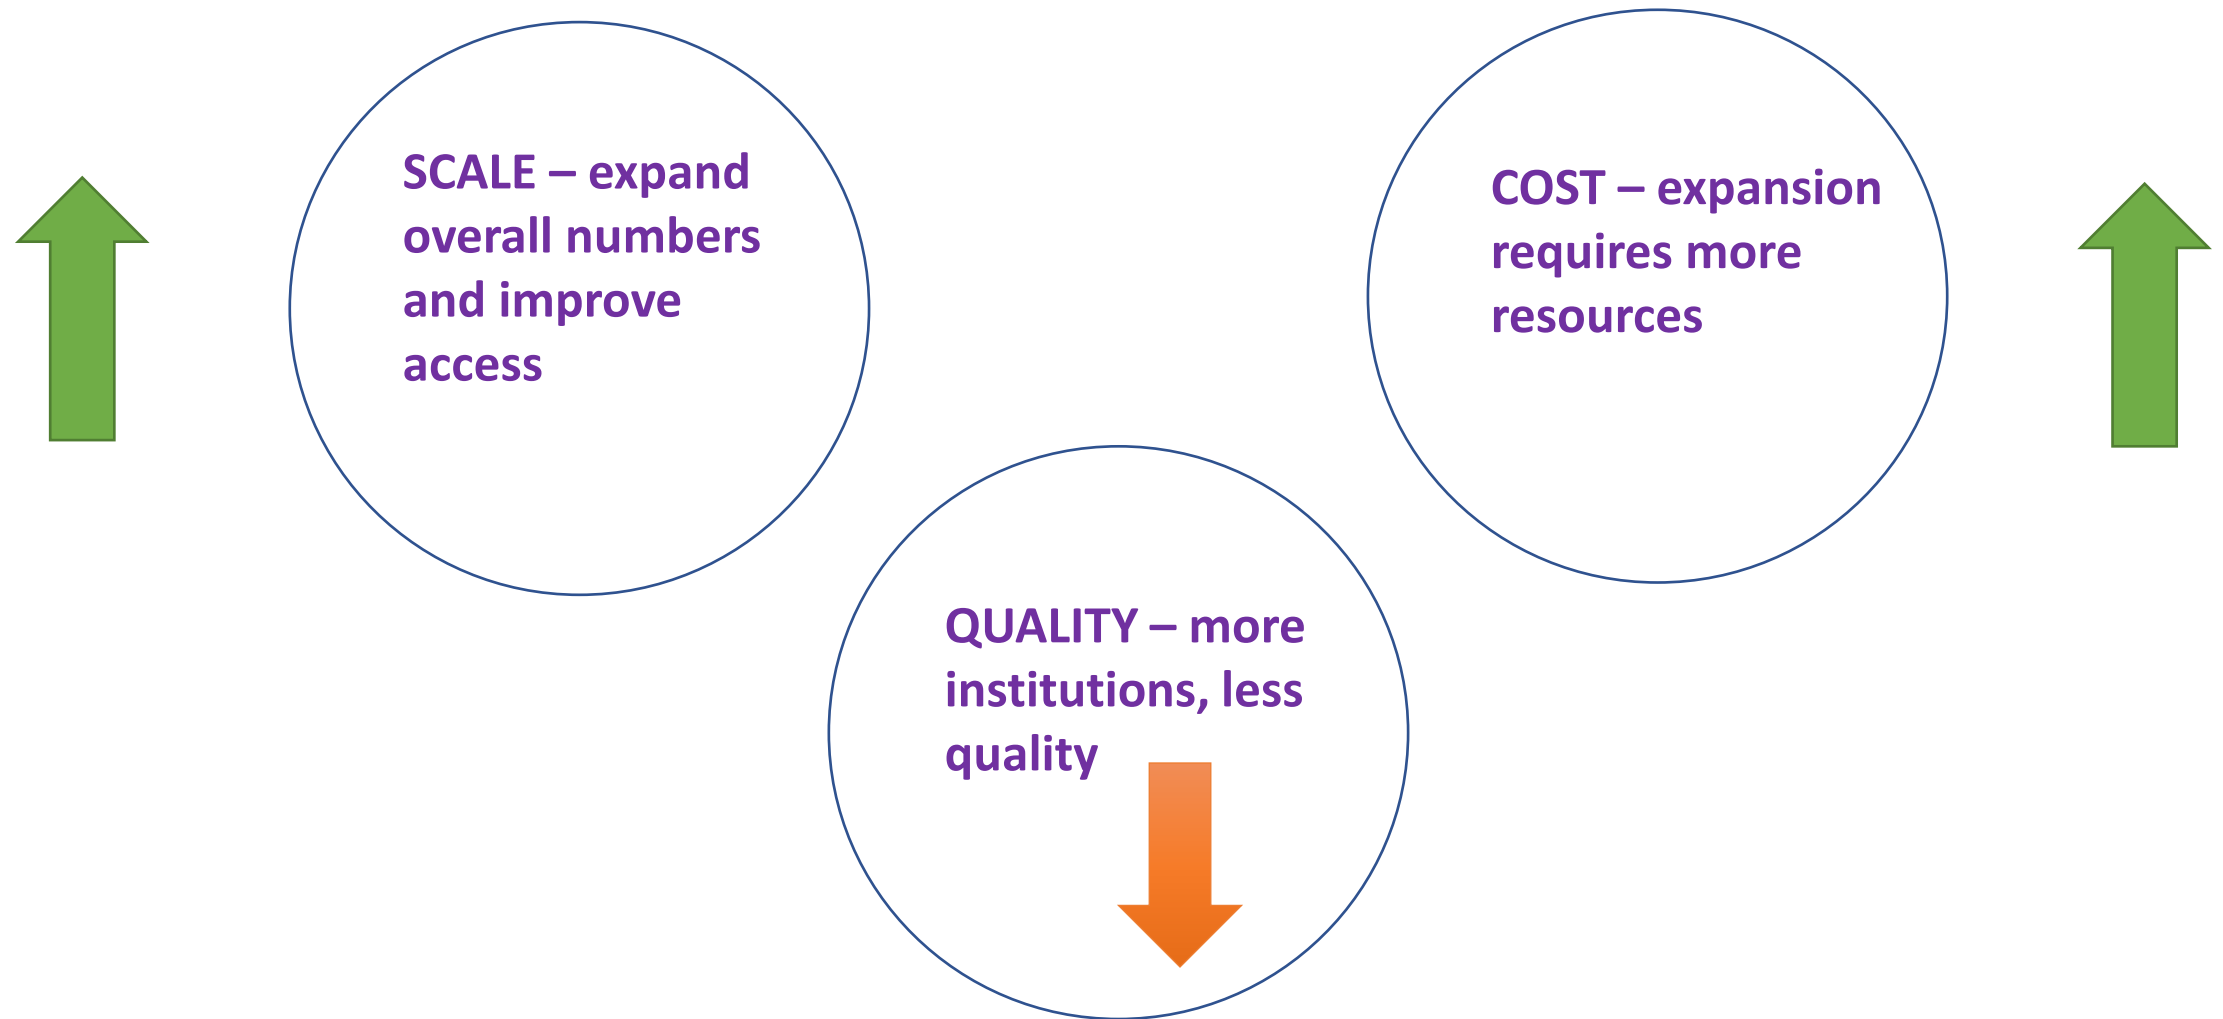 SCALE – expand
overall numbers
and improve
access
COST – expansion
requires more
resources
QUALITY – more
institutions, less
quality